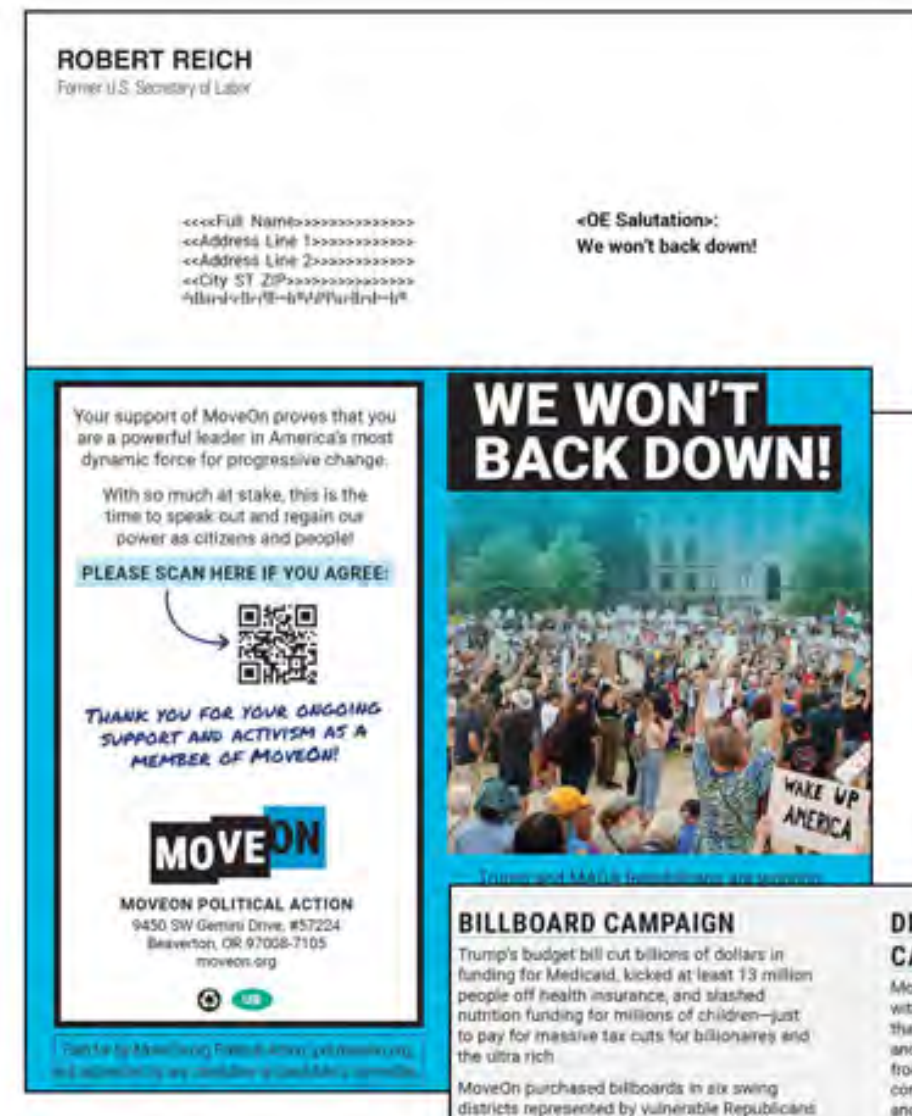 ROBERT REICH
Former U.S. Secretary of Labor
<<<<Full Name>>>>>>>>>>>>>>
<<Address Line 1>>>>>>>>>>>>
<<Address Line 2>>>>>>>>>>>>
<<City ST ZIP>>>>>>>>>>>>>>>
<OE Salutation>:
We won't back down!
Your support of MoveOn proves that you
are a powerful leader in America's most
dynamic force for progressive change.
With so much at stake, this is the
time to speak out and regain our
power as citizens and people!
PLEASE SCAN HERE IF YOU AGREE:
THANK YOU FOR YOUR ONGOING
SUPPORT AND ACTIVISM AS A
MEMBER OF MOVEON!
MOVEON
MOVEON POLITICAL ACTION
9450 SW Gemini Drive, #57224
Beaverton, OR 97008-7105
moveon.org
WE WON'T
BACK DOWN!
WAKE UP
AMERICA
Trump and MAGA Republicans are working
BILLBOARD CAMPAIGN
Trump's budget bill cut billions of dollars in
funding for Medicaid, kicked at least 13 million
people off health insurance, and slashed
nutrition funding for millions of children—just
to pay for massive tax cuts for billionaires and
the ultra rich
MoveOn purchased billboards in six swing
districts represented by vulnerable Republicans